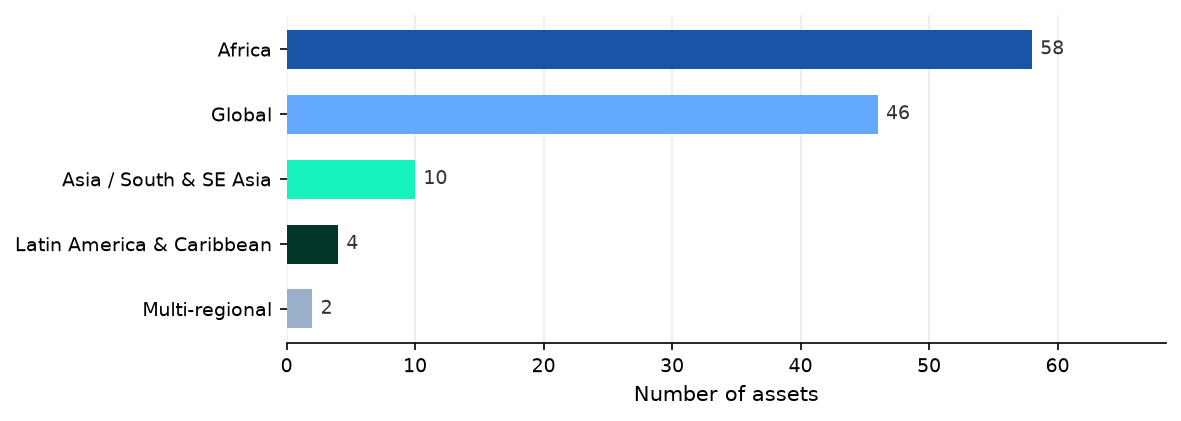 Africa 58
Global 46
Asia / South & SE Asia 10
Latin America & Caribbean 4
Multi-regional 2
0 10 20 30 40 50 60
Number of assets